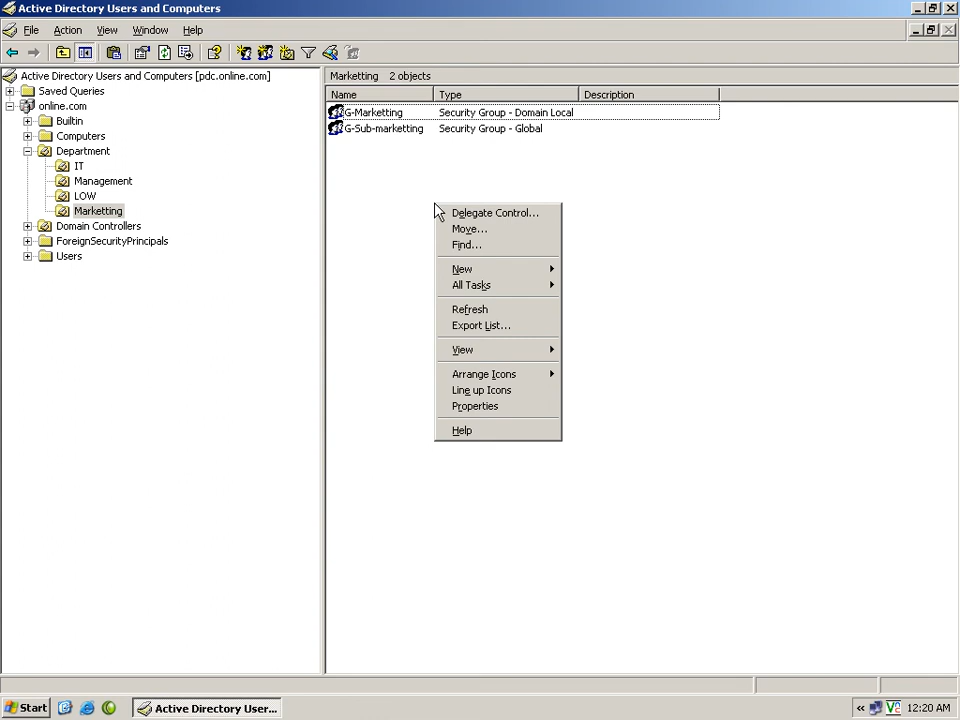 Active Directory Users and Computers
File Action View Window Help
Active Directory Users and Computers [pdc.online.com]
Saved Queries
online.com
Builtin
Computers
Department
IT
Management
LOW
Marketting
Domain Controllers
ForeignSecurityPrincipals
Users
Marketting 2 objects
Name Type Description
G-Marketting Security Group - Domain Local
G-Sub-marketting Security Group - Global
Delegate Control...
Move...
Find...
New
All Tasks
Refresh
Export List...
View
Arrange Icons
Line up Icons
Properties
Help
Start Active Directory User... 12:20 AM